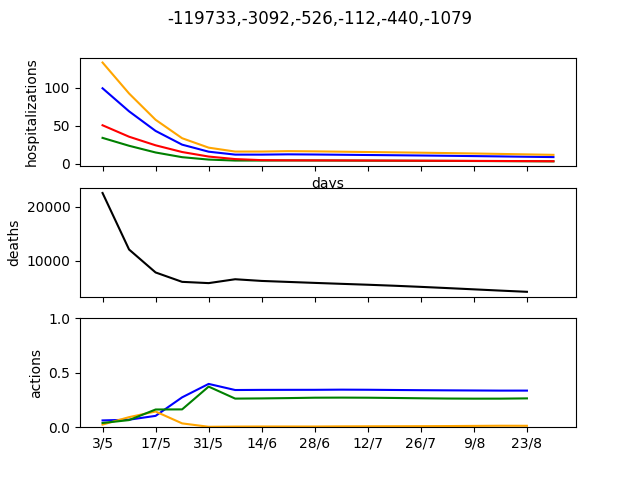 -119733,-3092,-526,-112,-440,-1079
hospitalizations
100
50
0
days
deaths
20000
10000
actions
1.0
0.5
0.0
3/5 17/5 31/5 14/6 28/6 12/7 26/7 9/8 23/8